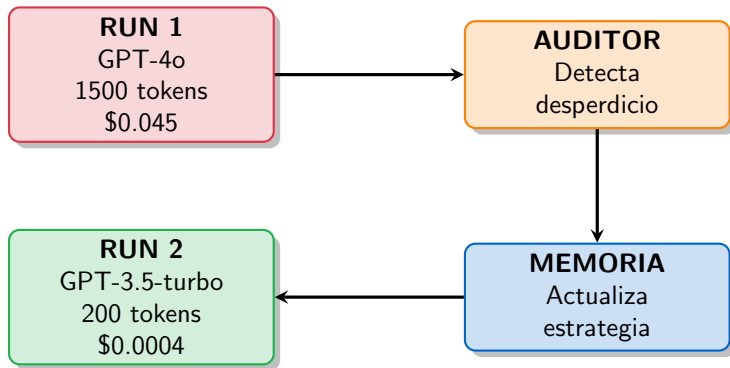 RUN 1
GPT-4o
1500 tokens
$0.045
AUDITOR
Detecta
desperdicio
RUN 2
GPT-3.5-turbo
200 tokens
$0.0004
MEMORIA
Actualiza
estrategia